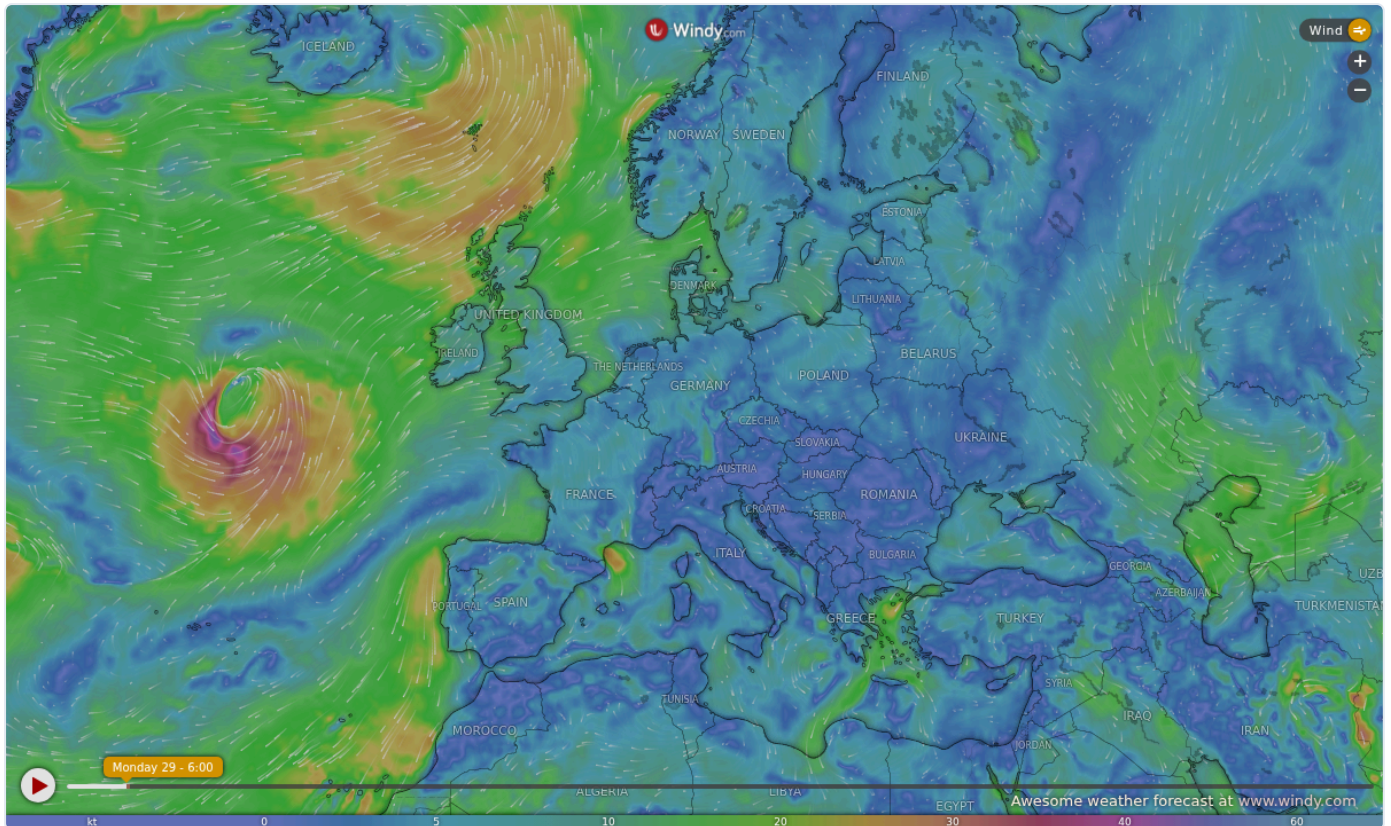 Windy.com
Wind
+
−
ICELAND
FINLAND
NORWAY
SWEDEN
ESTONIA
LATVIA
DENMARK
LITHUANIA
UNITED KINGDOM
IRELAND
BELARUS
THE NETHERLANDS
POLAND
GERMANY
CZECHIA
UKRAINE
SLOVAKIA
AUSTRIA
HUNGARY
FRANCE
ROMANIA
CROATIA
SERBIA
ITALY
BULGARIA
GEORGIA
UZB
AZERBAIJAN
PORTUGAL
SPAIN
TURKMENISTAN
GREECE
TURKEY
SYRIA
TUNISIA
IRAQ
MOROCCO
IRAN
JORDAN
Monday 29 - 6:00
ALGERIA
LIBYA
EGYPT
Awesome weather forecast at www.windy.com
kt 0 5 10 20 30 40 60